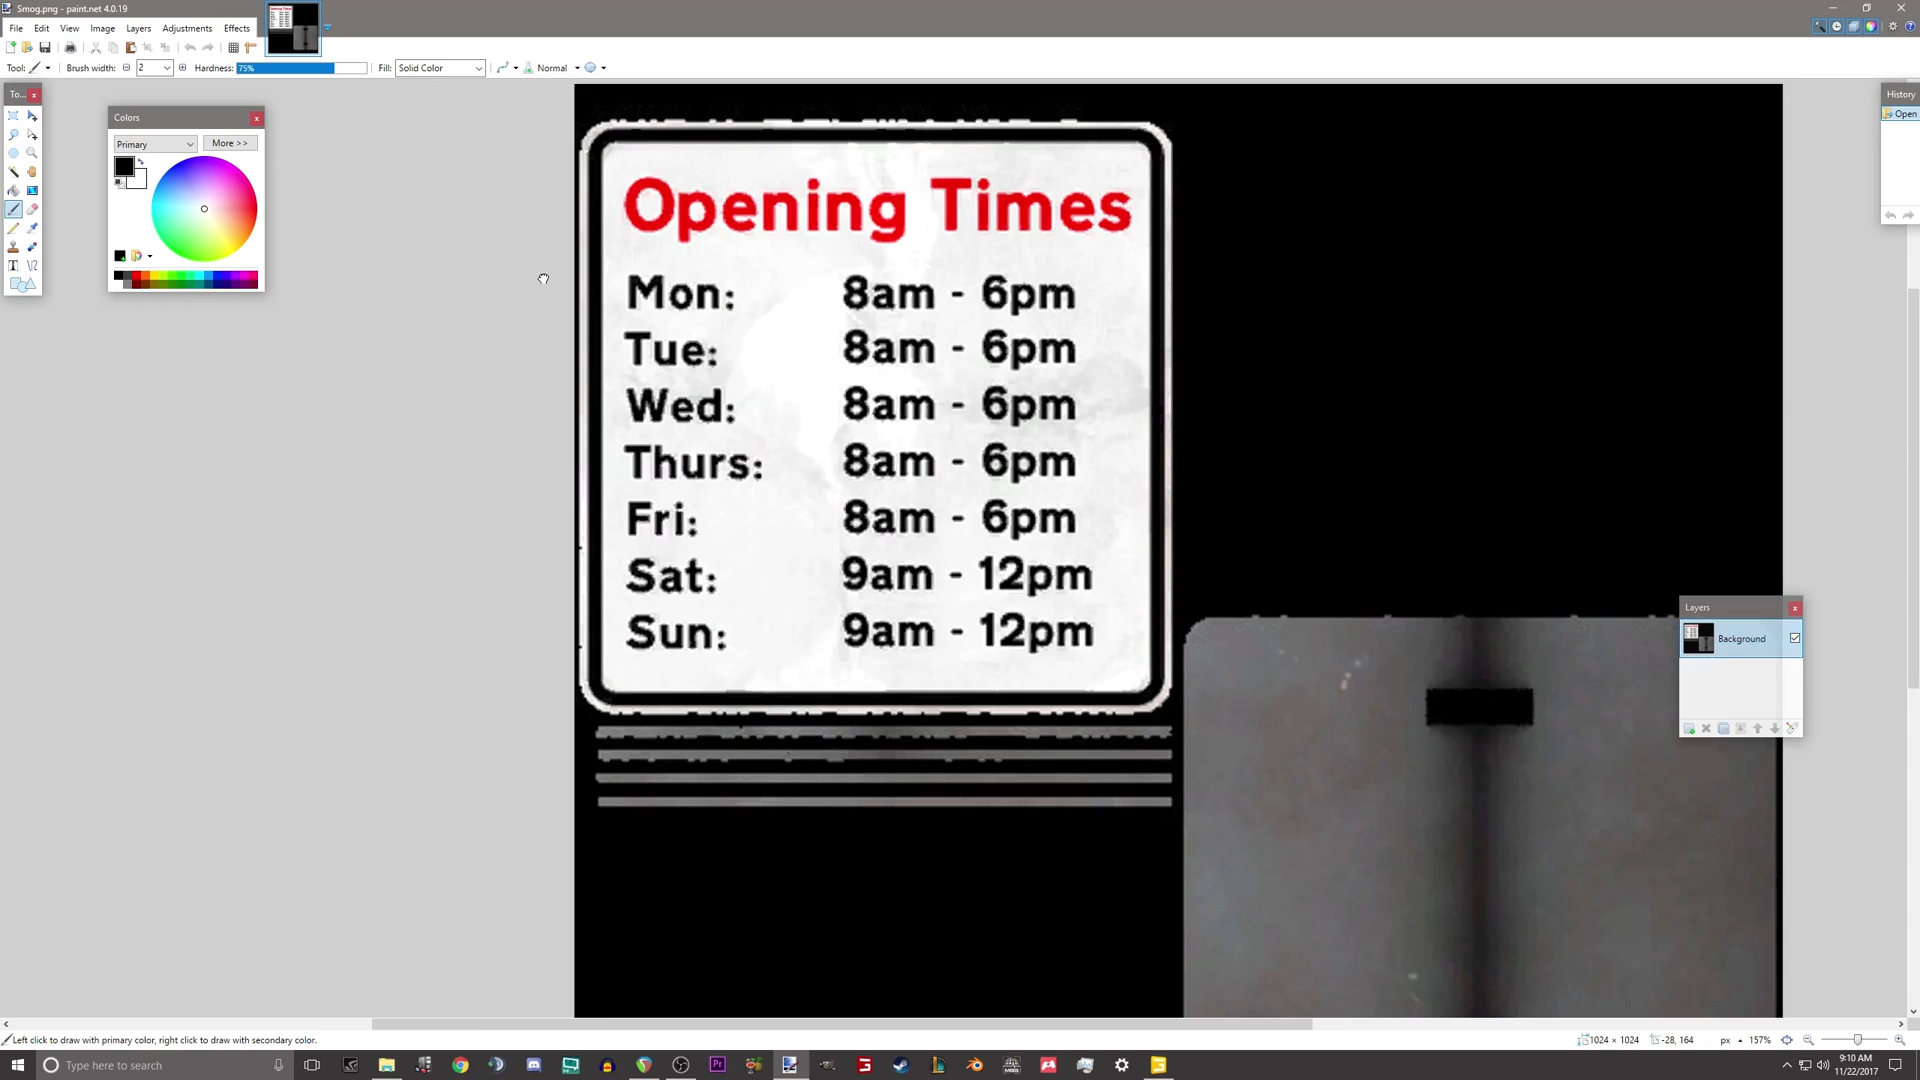 Smog.png - paint.net 4.0.19
File Edit View Image Layers Adjustments Effects
Tool: Brush width: 2 Hardness: 75% Fill: Solid Color Normal
To... Colors History
Primary More >> Open
Opening Times
Mon: 8am - 6pm
Tue: 8am - 6pm
Wed: 8am - 6pm
Thurs: 8am - 6pm
Fri: 8am - 6pm
Sat: 9am - 12pm
Sun: 9am - 12pm
Layers
Background
Left click to draw with primary color, right click to draw with secondary color. 1024 × 1024 -28, 164 px 157%
Type here to search 9:10 AM
11/22/2017